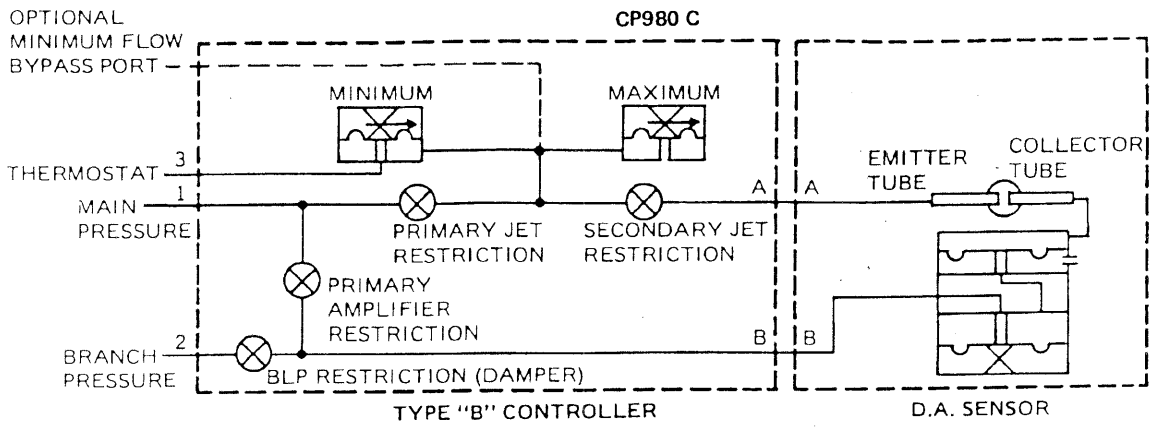 OPTIONAL
MINIMUM FLOW
BYPASS PORT
CP980 C
MINIMUM
MAXIMUM
THERMOSTAT
3
MAIN
PRESSURE
1
PRIMARY JET
RESTRICTION
SECONDARY JET
RESTRICTION
A
A
EMITTER
TUBE
COLLECTOR
TUBE
PRIMARY
AMPLIFIER
RESTRICTION
BRANCH
PRESSURE
2
BLP RESTRICTION (DAMPER)
B
B
TYPE "B" CONTROLLER
D.A. SENSOR